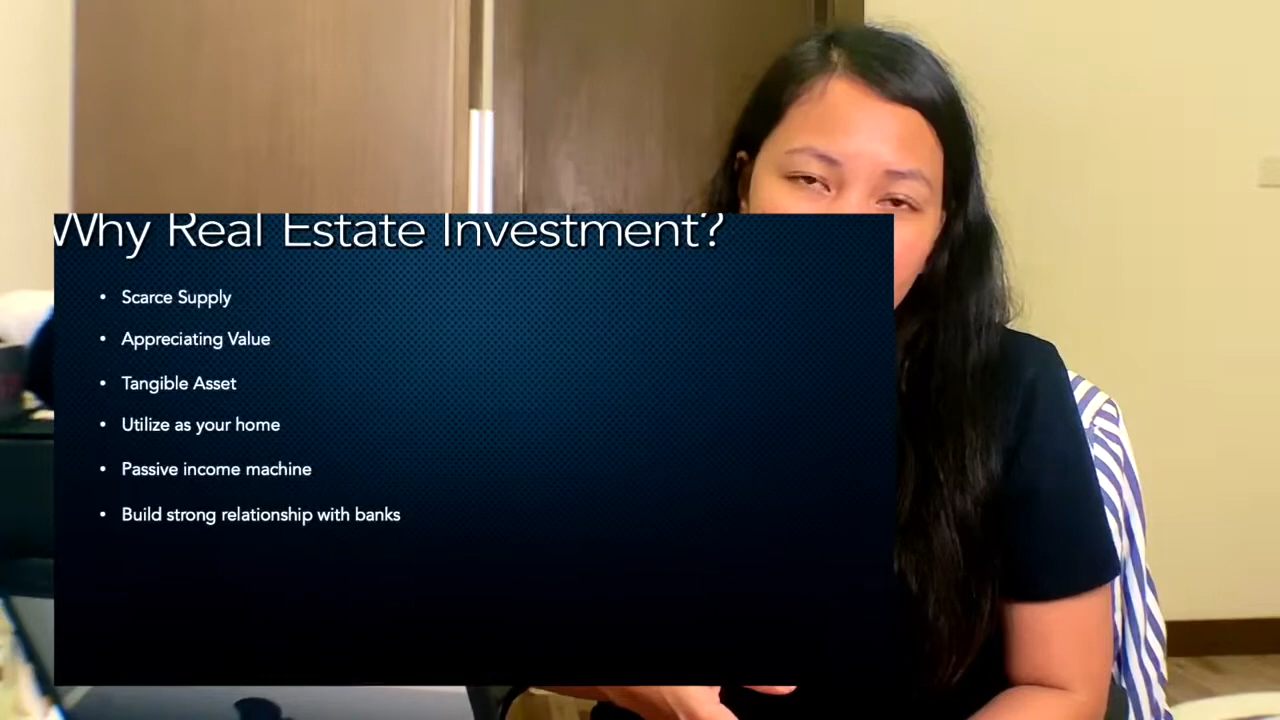 Why Real Estate Investment?
• Scarce Supply
• Appreciating Value
• Tangible Asset
• Utilize as your home
• Passive income machine
• Build strong relationship with banks